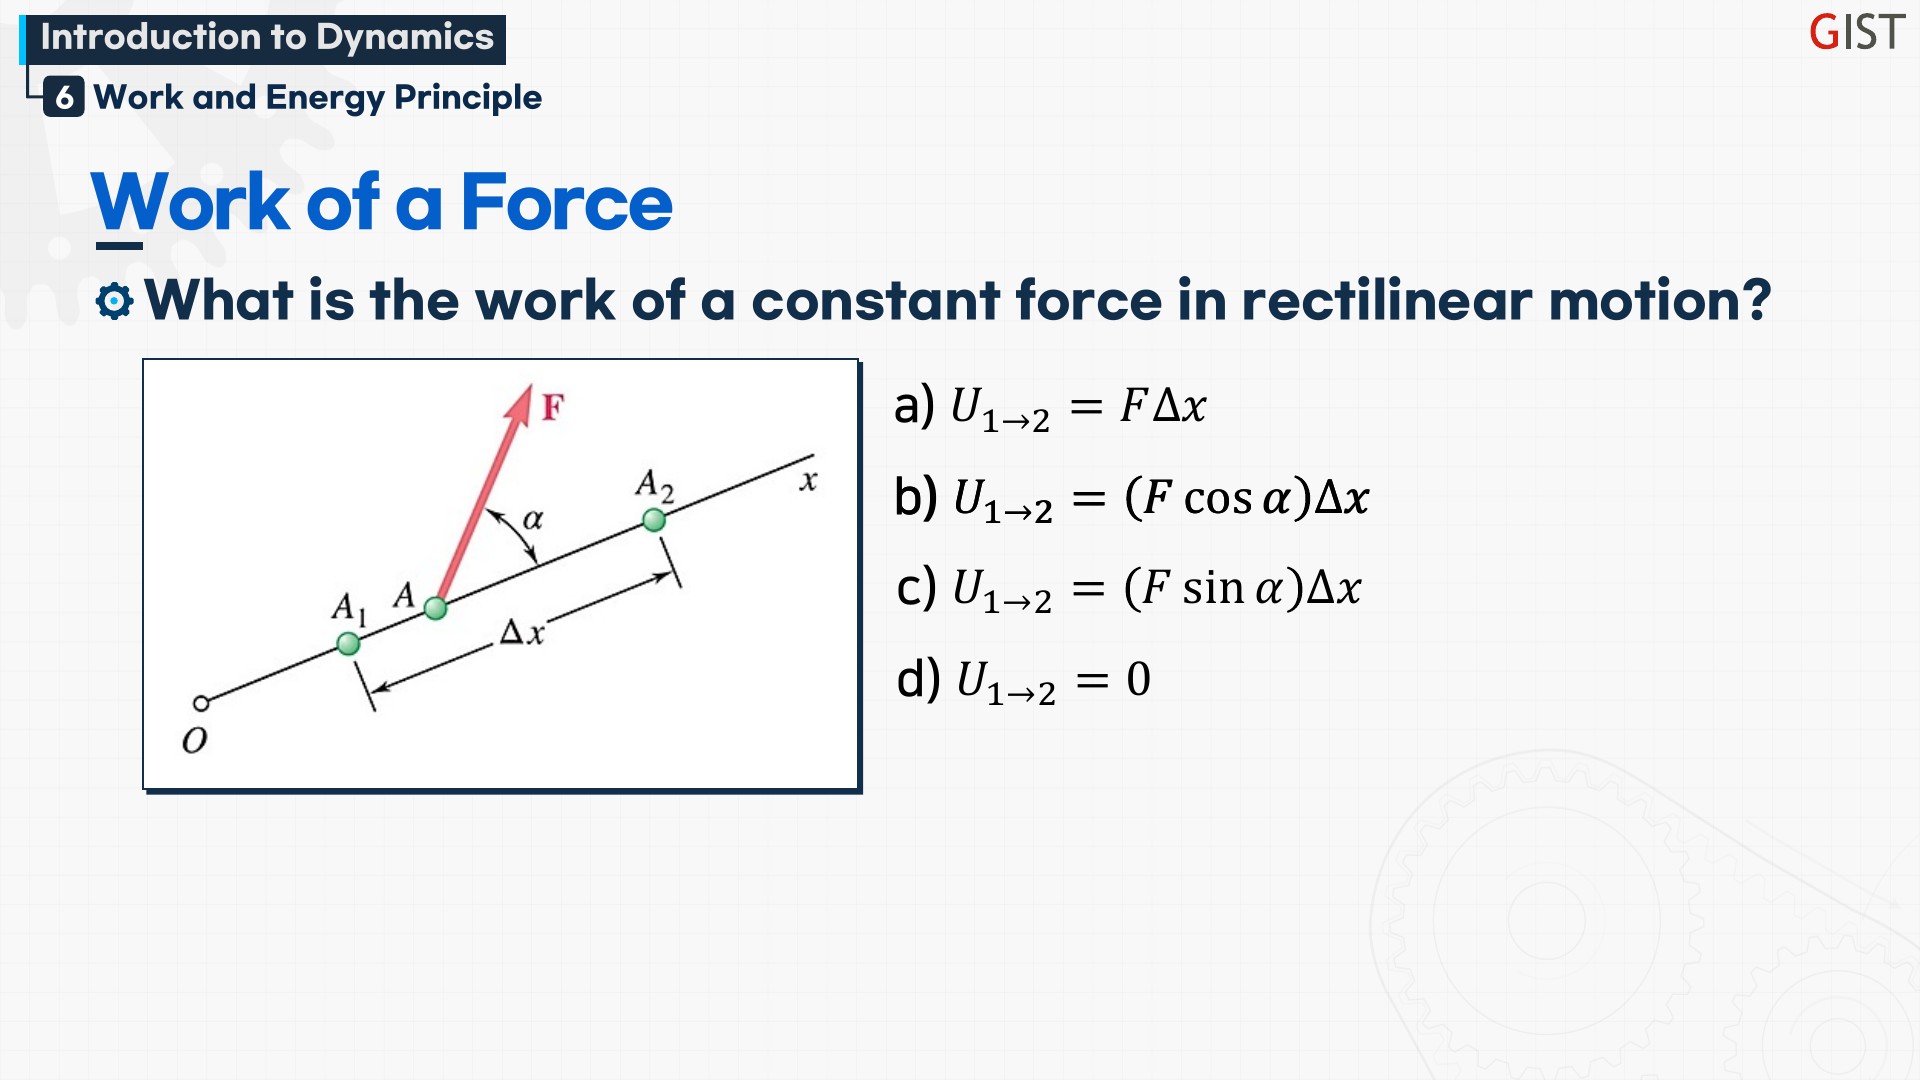 Introduction to Dynamics
GIST
6 Work and Energy Principle
Work of a Force
What is the work of a constant force in rectilinear motion?
F
A₂
x
α
A₁
A
Δx
O
a) U₁→₂ = FΔx
b) U₁→₂ = (F cos α)Δx
c) U₁→₂ = (F sin α)Δx
d) U₁→₂ = 0